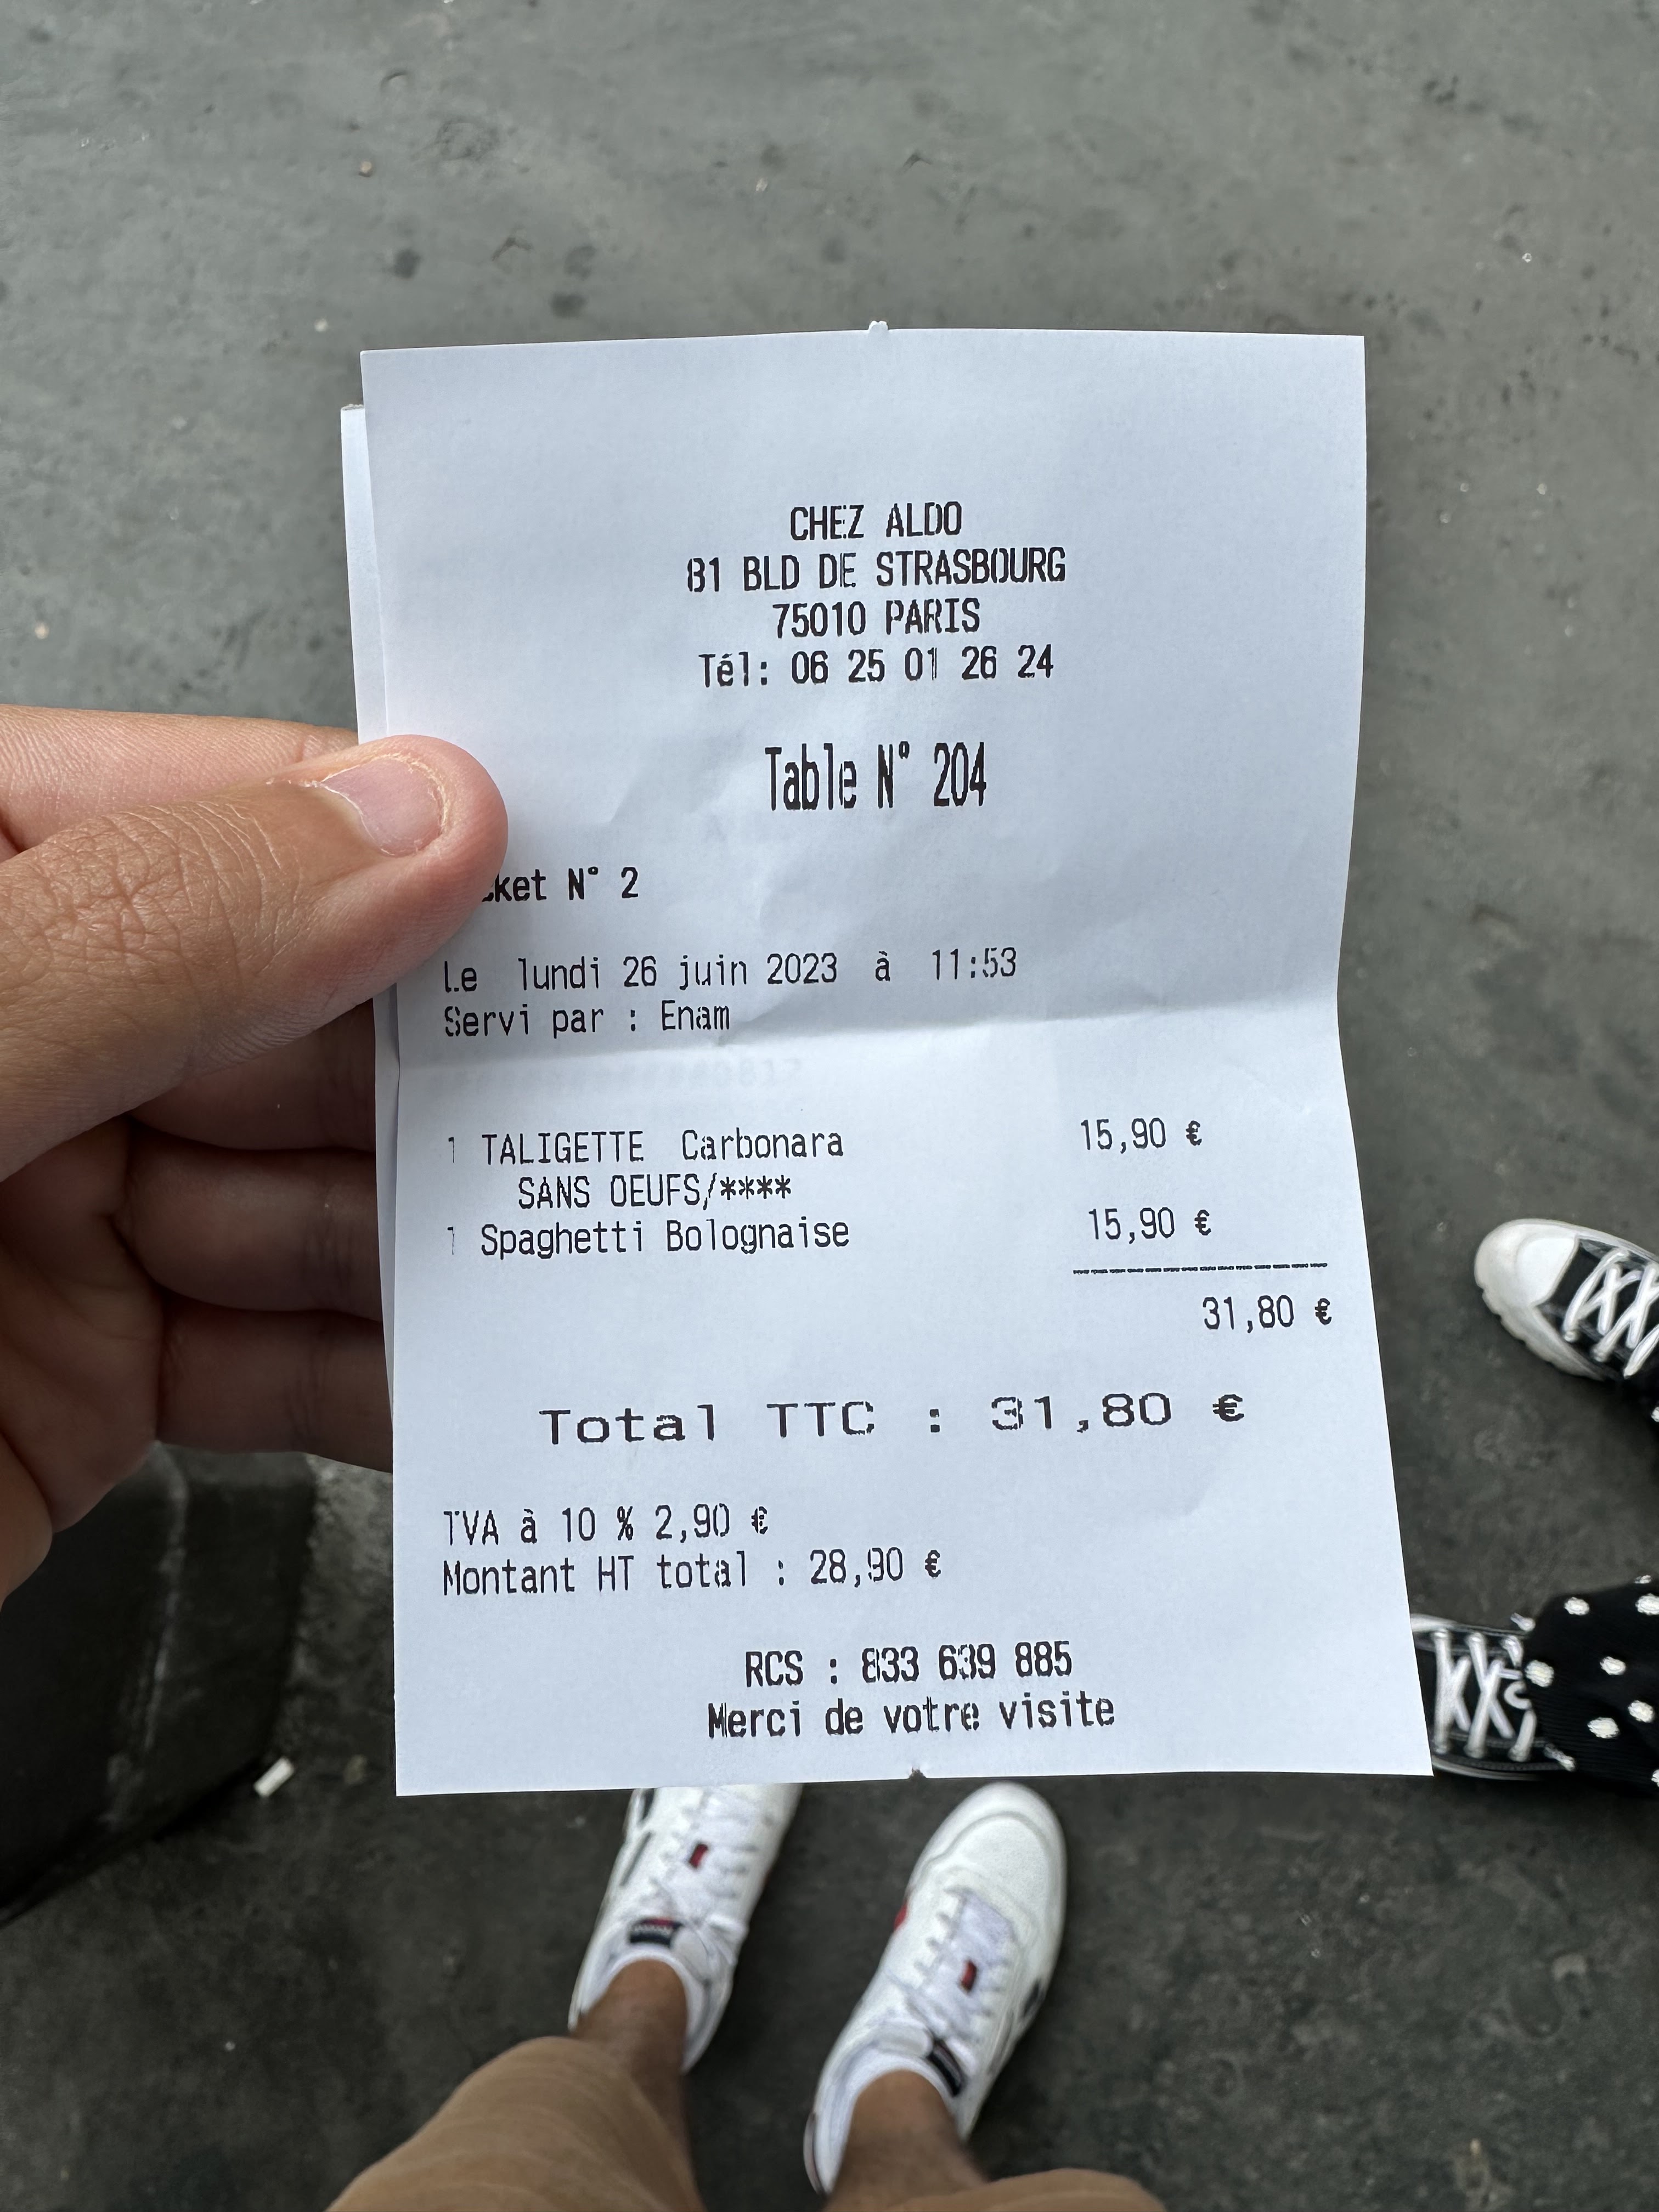 CHEZ ALDO
81 BLD DE STRASBOURG
75010 PARIS
Tél: 06 25 01 26 24
Table N° 204
cket N° 2
Le lundi 26 juin 2023 à 11:53
Servi par : Enam
1 TALIGETTE Carbonara 15,90 €
SANS OEUFS/****
1 Spaghetti Bolognaise 15,90 €
31,80 €
Total TTC : 31,80 €
TVA à 10 % 2,90 €
Montant HT total : 28,90 €
RCS : 833 639 885
Merci de votre visite